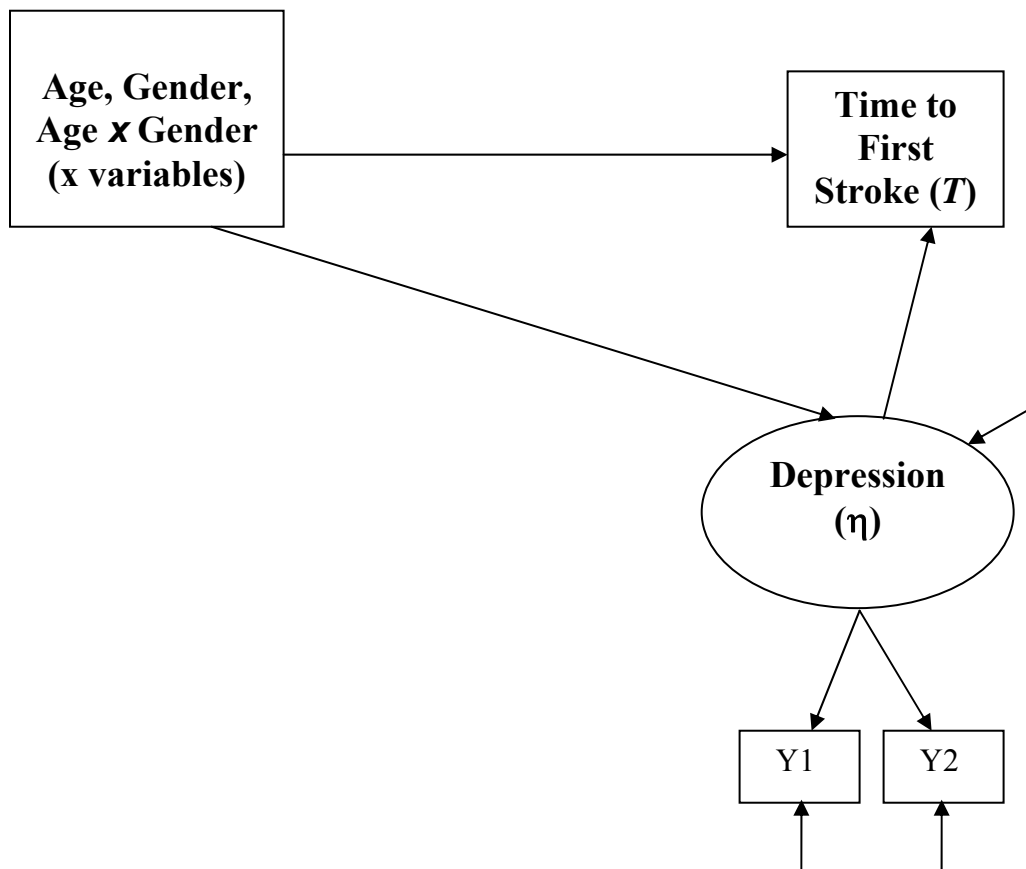 Age, Gender,
Age x Gender
(x variables)
Time to
First
Stroke (T)
Depression
(η)
Y1
Y2